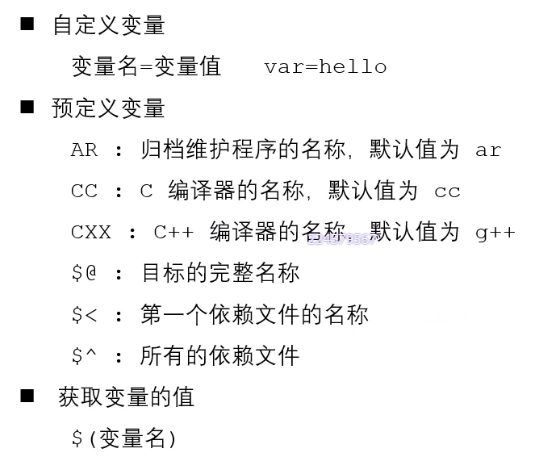 ■ 自定义变量
变量名=变量值 var=hello
■ 预定义变量
AR : 归档维护程序的名称, 默认值为 ar
CC : C 编译器的名称, 默认值为 cc
CXX : C++ 编译器的名称, 默认值为 g++
$@ : 目标的完整名称
$< : 第一个依赖文件的名称
$^ : 所有的依赖文件
■ 获取变量的值
$(变量名)